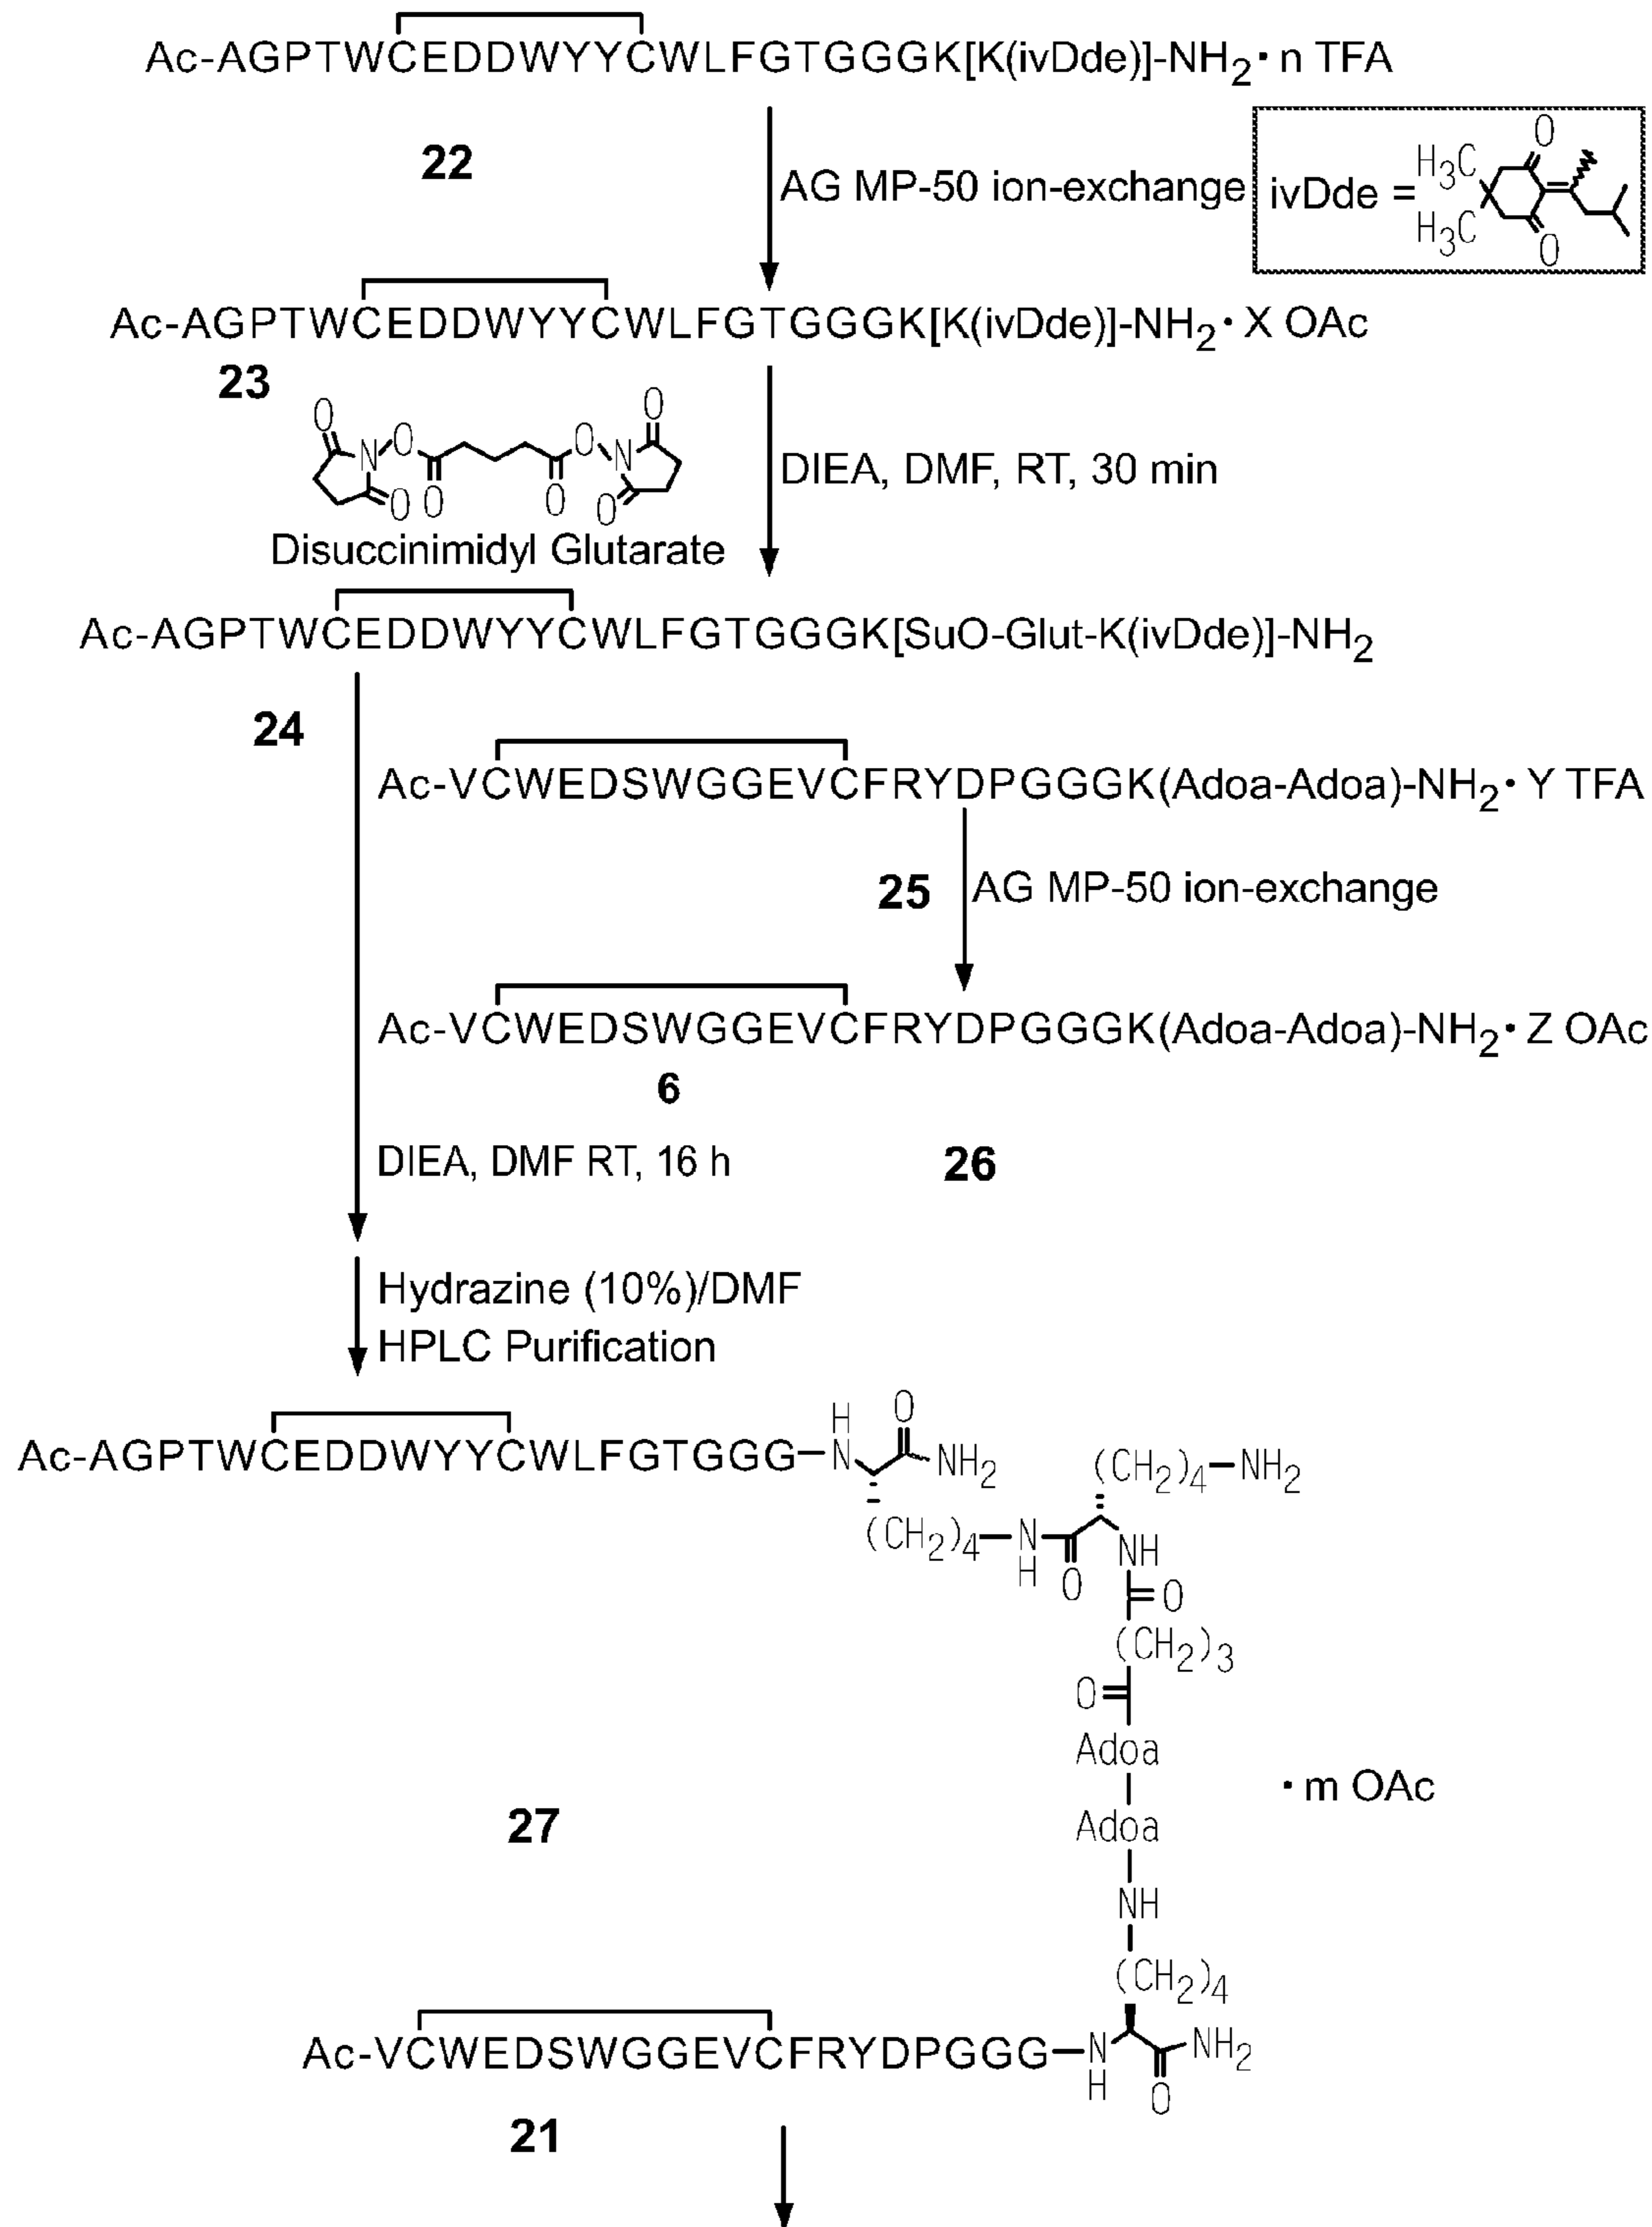 Ac-AGPTWCEDDWYYCWLFGTGGGK[K(ivDde)]-NH2 · n TFA
22
AG MP-50 ion-exchange
ivDde =
O
H3C
H3C
O
Ac-AGPTWCEDDWYYCWLFGTGGGK[K(ivDde)]-NH2 · X OAc
23
O N O O N O
O O O O
DIEA, DMF, RT, 30 min
Disuccinimidyl Glutarate
Ac-AGPTWCEDDWYYCWLFGTGGGK[SuO-Glut-K(ivDde)]-NH2
24
Ac-VCWEDSWGGEVCFRYDPGGGK(Adoa-Adoa)-NH2 · Y TFA
25
AG MP-50 ion-exchange
Ac-VCWEDSWGGEVCFRYDPGGGK(Adoa-Adoa)-NH2 · Z OAc
6
DIEA, DMF RT, 16 h
26
Hydrazine (10%)/DMF
HPLC Purification
H O
Ac-AGPTWCEDDWYYCWLFGTGGG-N NH2
(CH2)4-NH2
(CH2)4-N NH
H O
O
(CH2)3
O
Adoa
· m OAc
27
Adoa
NH
(CH2)4
Ac-VCWEDSWGGEVCFRYDPGGG-N NH2
H O
21